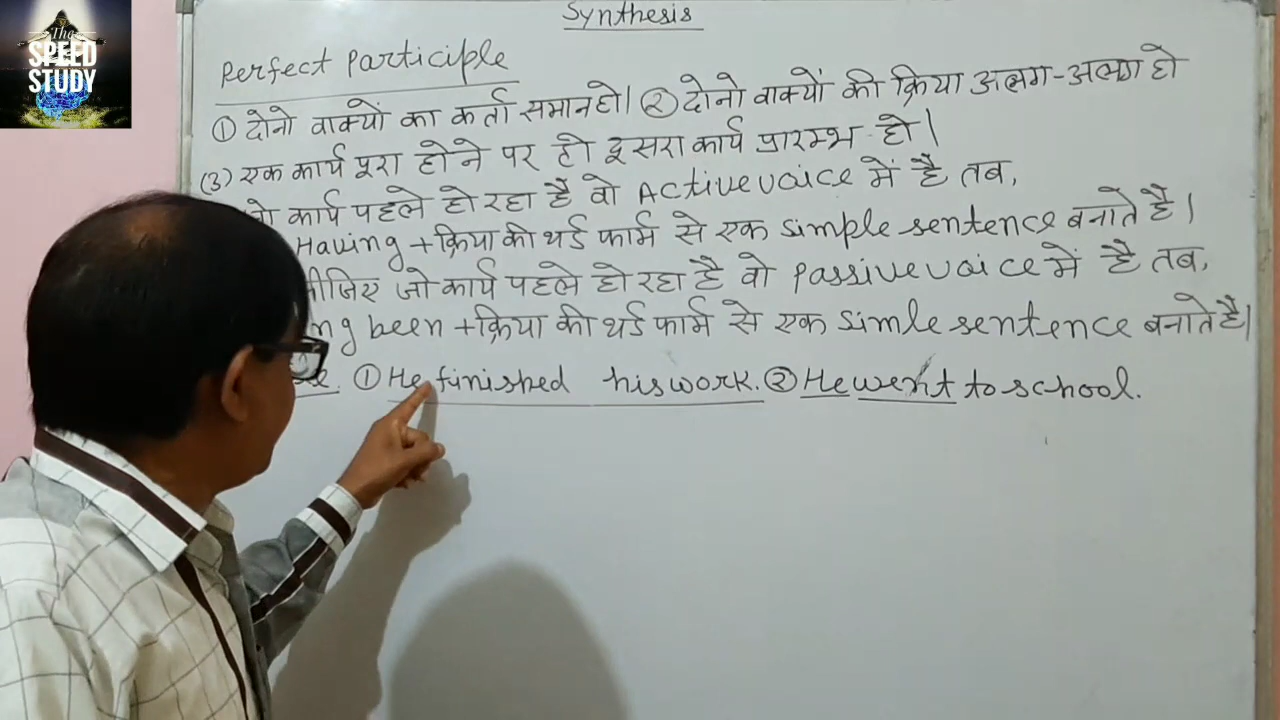 The
SPEED
STUDY
Synthesis
Perfect Participle
① दोनो वाक्यों का कर्ता समान हो। ② दोनो वाक्यों की क्रिया अलग-अलग हो
(3) एक कार्य पूरा होने पर ही दूसरा कार्य प्रारम्भ हो।
कार्य पहले हो रहा है वो Active voice में है तब,
Having + क्रिया की थर्ड फार्म से एक simple sentence बनाते है।
जो कार्य पहले हो रहा है वो passive voice में है तब,
been + क्रिया की थर्ड फार्म से एक simle sentence बनाते है।
① He finished his work. ② He went to school.